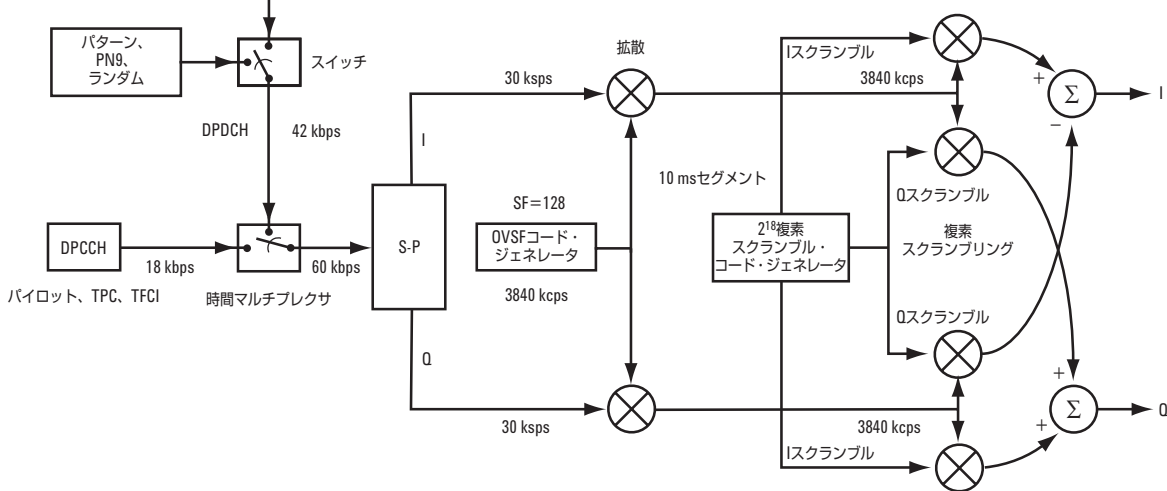 パターン、
PN9、
ランダム
スイッチ
DPDCH
42 kbps
DPCCH
18 kbps
60 kbps
パイロット、TPC、TFCI
時間マルチプレクサ
S-P
I
Q
30 ksps
30 ksps
拡散
SF=128
OVSFコード・
ジェネレータ
3840 kcps
10 msセグメント
2¹⁸複素
スクランブル・
コード・ジェネレータ
Iスクランブル
3840 kcps
Qスクランブル
複素
スクランブリング
Qスクランブル
3840 kcps
Iスクランブル
+
Σ
−
I
+
Σ
+
Q